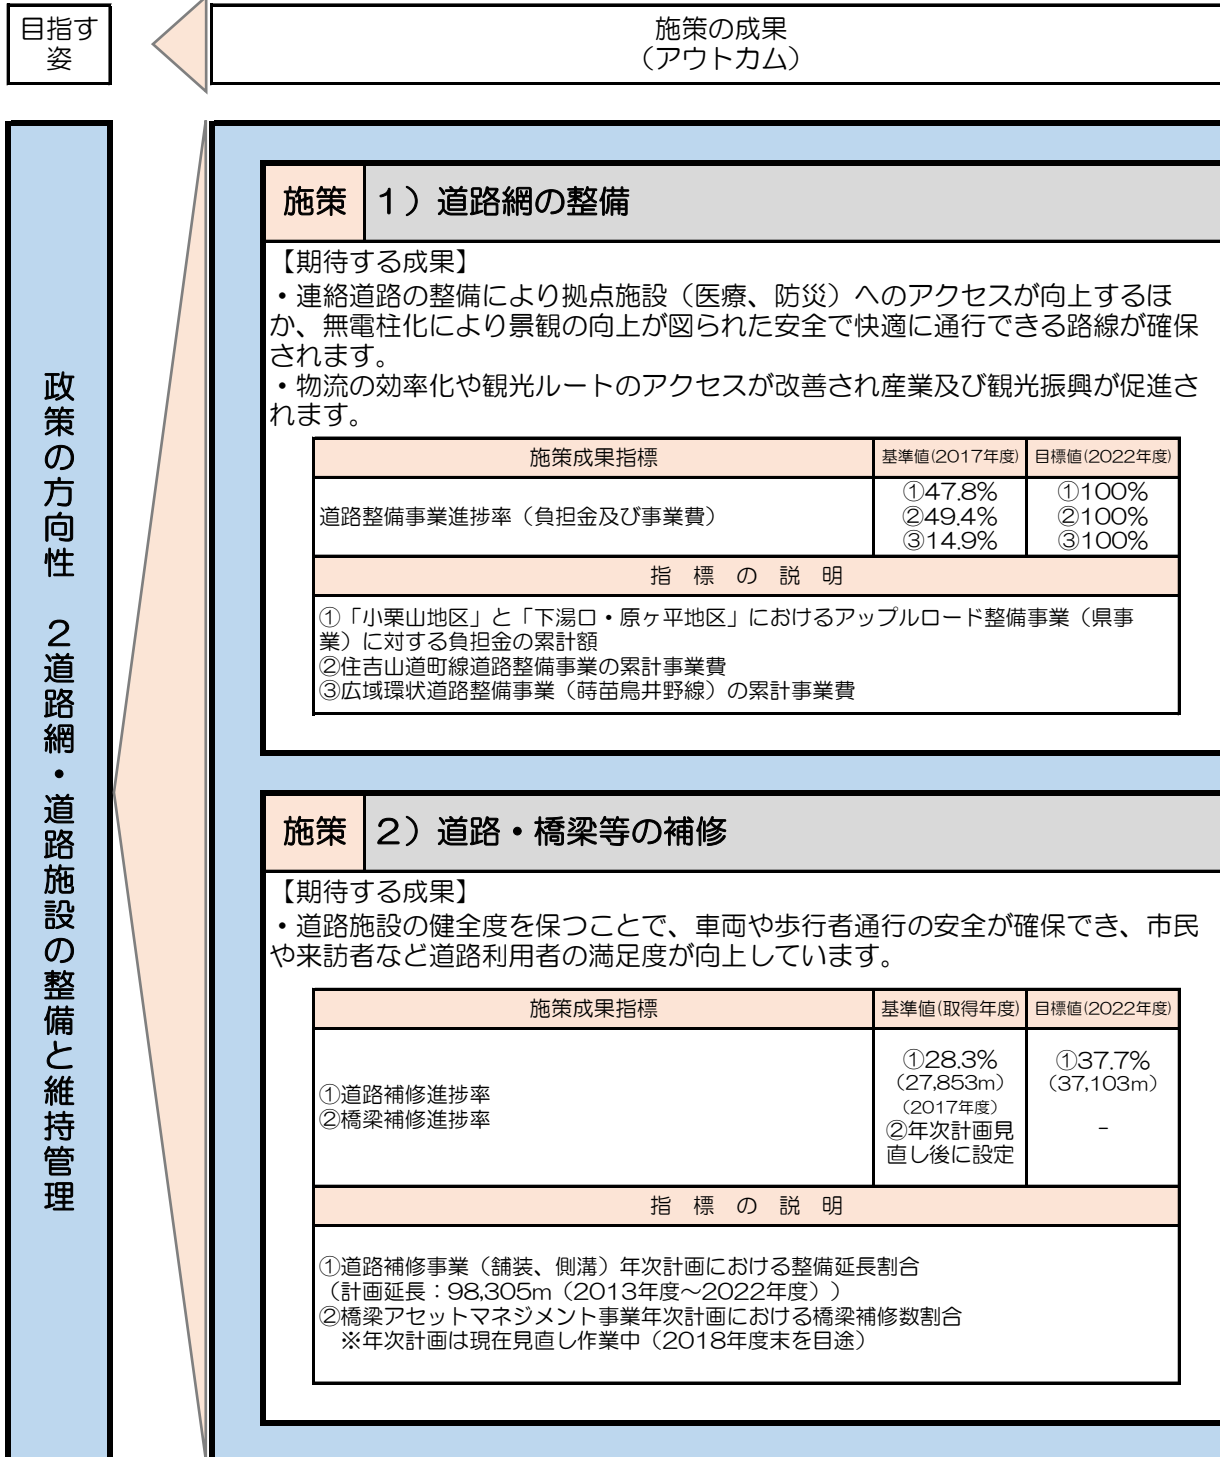 目指す
姿
施策の成果
（アウトカム）
政策の方向性　２道路網・道路施設の整備と維持管理
施策
１）道路網の整備
【期待する成果】
・連絡道路の整備により拠点施設（医療、防災）へのアクセスが向上するほ
か、無電柱化により景観の向上が図られた安全で快適に通行できる路線が確保
されます。
・物流の効率化や観光ルートのアクセスが改善され産業及び観光振興が促進さ
れます。
施策成果指標
基準値(2017年度)
目標値(2022年度)
道路整備事業進捗率（負担金及び事業費）
①47.8%
②49.4%
③14.9%
①100%
②100%
③100%
指　標　の　説　明
①「小栗山地区」と「下湯口・原ヶ平地区」におけるアップルロード整備事業（県事
業）に対する負担金の累計額
②住吉山道町線道路整備事業の累計事業費
③広域環状道路整備事業（蒔苗鳥井野線）の累計事業費
施策
２）道路・橋梁等の補修
【期待する成果】
・道路施設の健全度を保つことで、車両や歩行者通行の安全が確保でき、市民
や来訪者など道路利用者の満足度が向上しています。
施策成果指標
基準値(取得年度)
目標値(2022年度)
①道路補修進捗率
②橋梁補修進捗率
①28.3%
（27,853m）
（2017年度）
②年次計画見
直し後に設定
①37.7%
（37,103m）
-
指　標　の　説　明
①道路補修事業（舗装、側溝）年次計画における整備延長割合
（計画延長：98,305m（2013年度～2022年度））
②橋梁アセットマネジメント事業年次計画における橋梁補修数割合
　※年次計画は現在見直し作業中（2018年度末を目途）